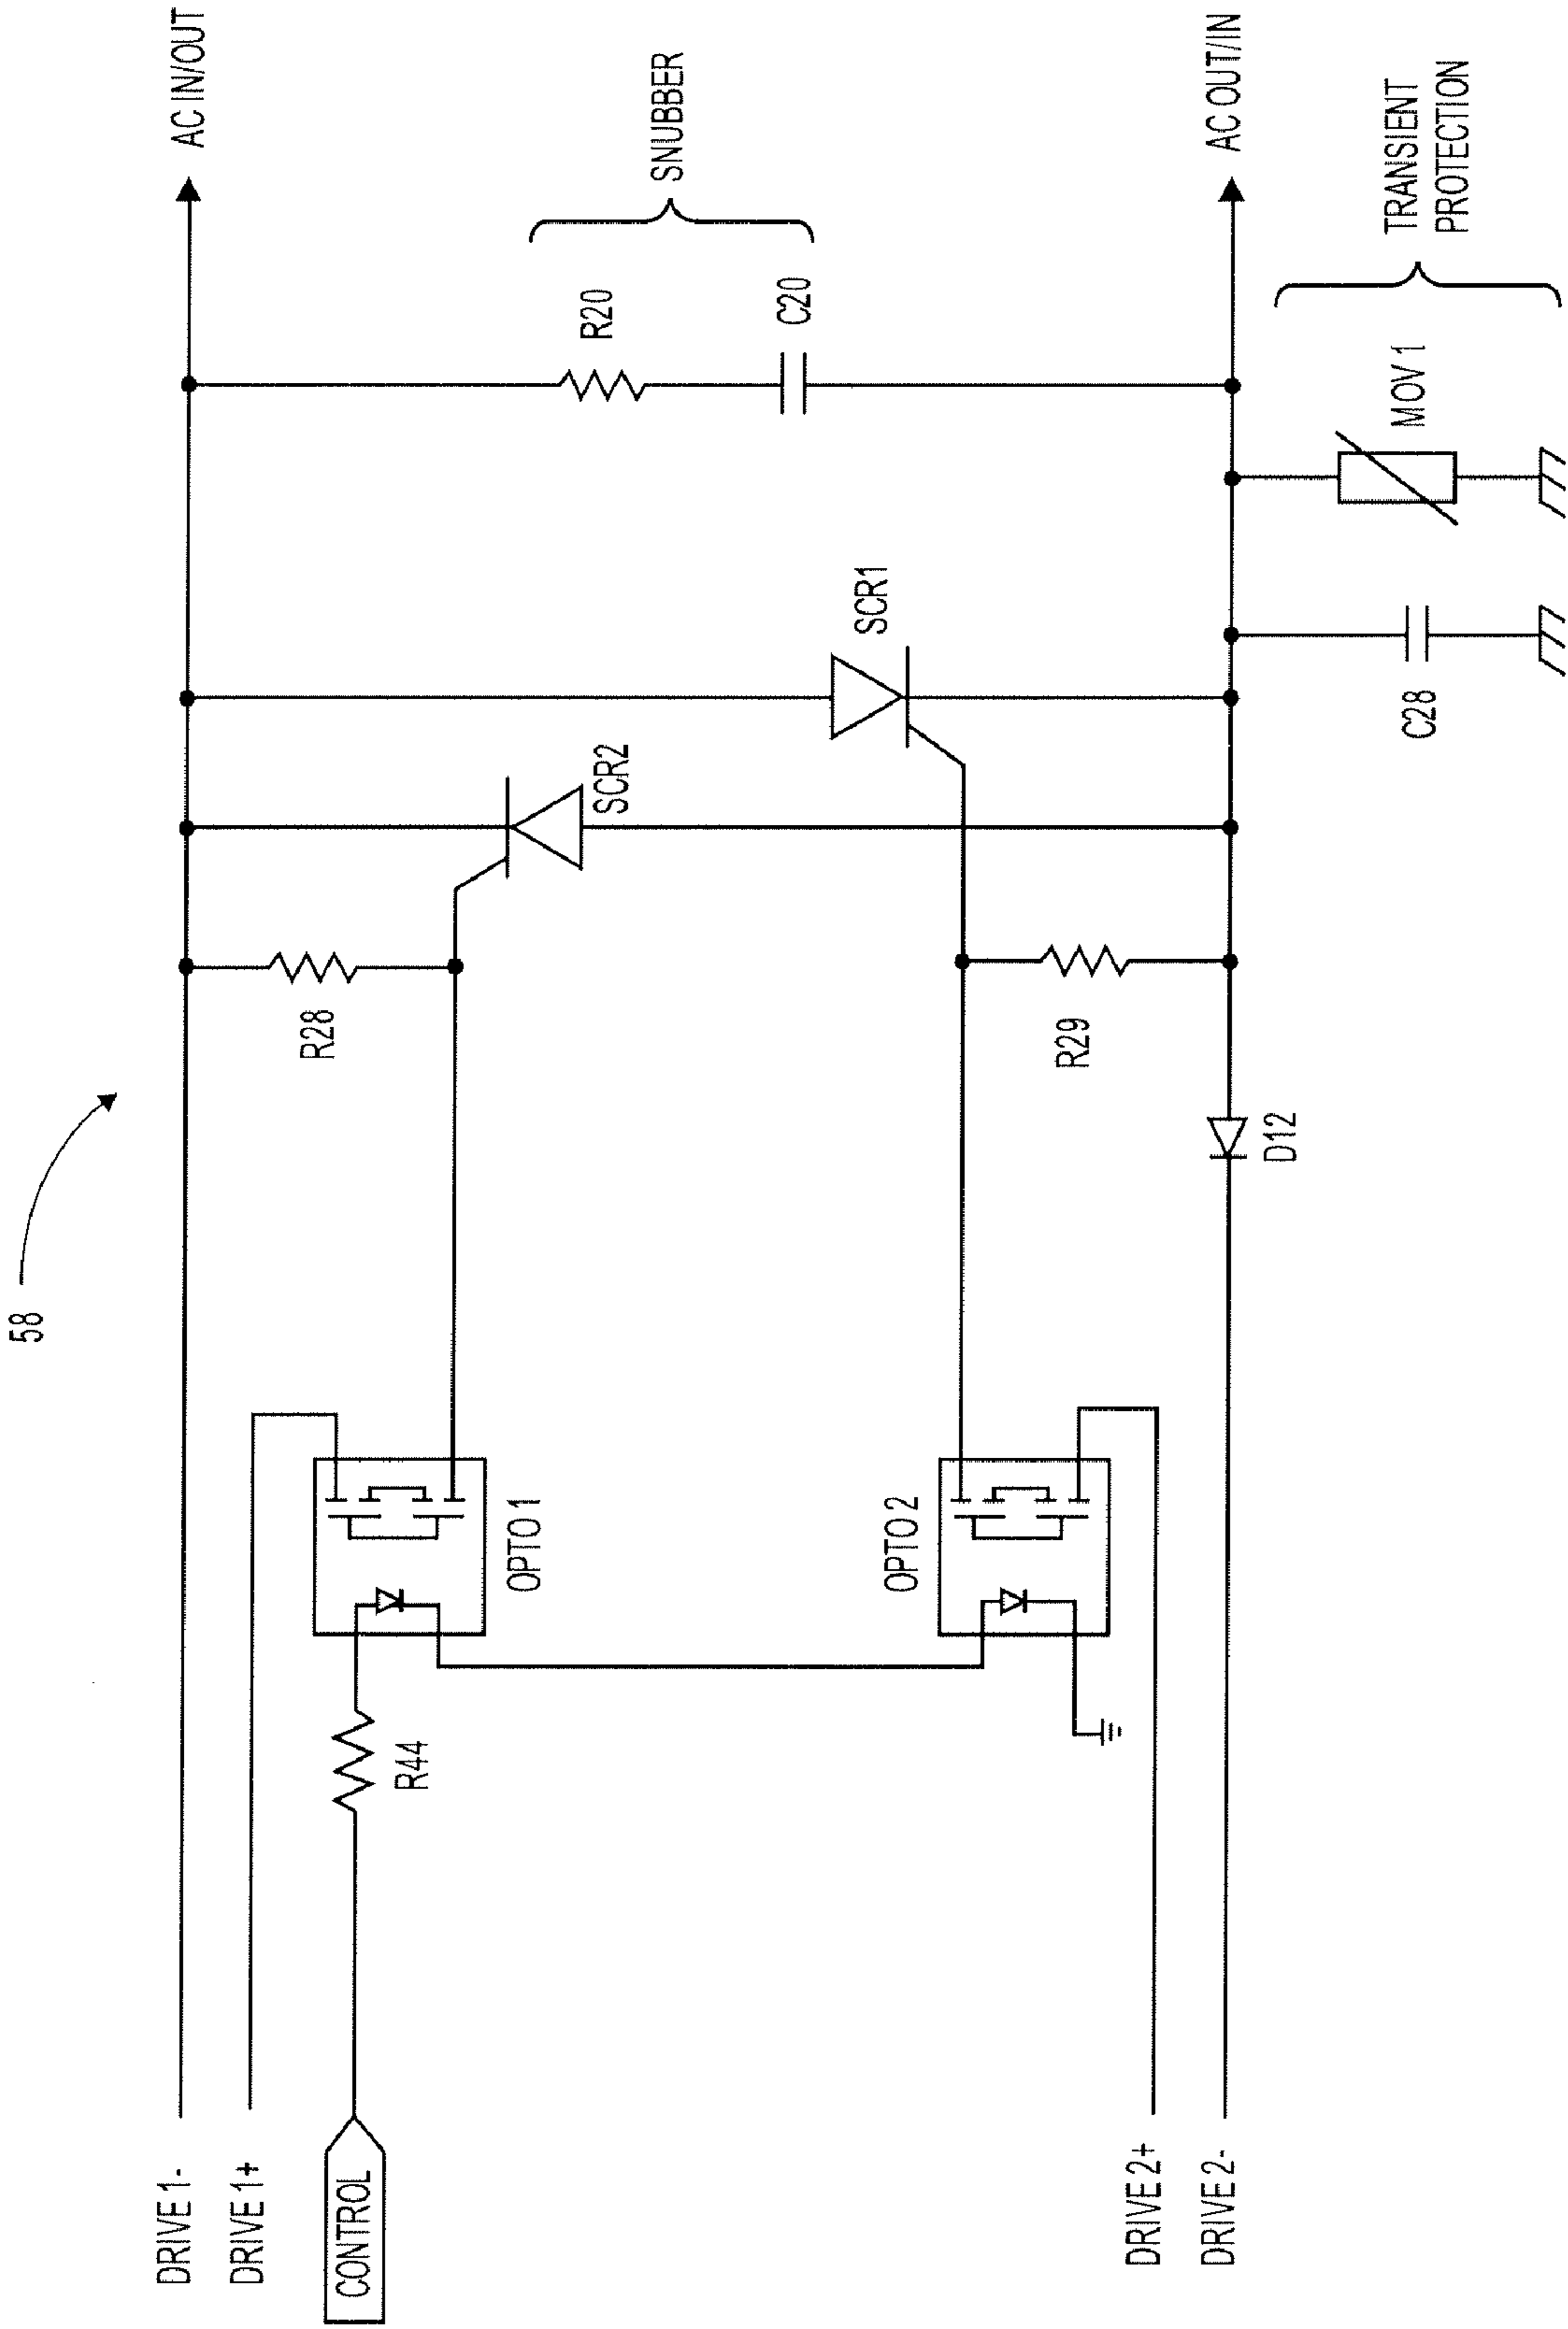 58
DRIVE 1-
AC IN/OUT
DRIVE 1+
CONTROL
R44
OPTO 1
R28
SCR2
SCR1
R20
C20
SNUBBER
OPTO 2
R29
DRIVE 2+
DRIVE 2-
D12
AC OUT/IN
C28
MOV 1
TRANSIENT
PROTECTION